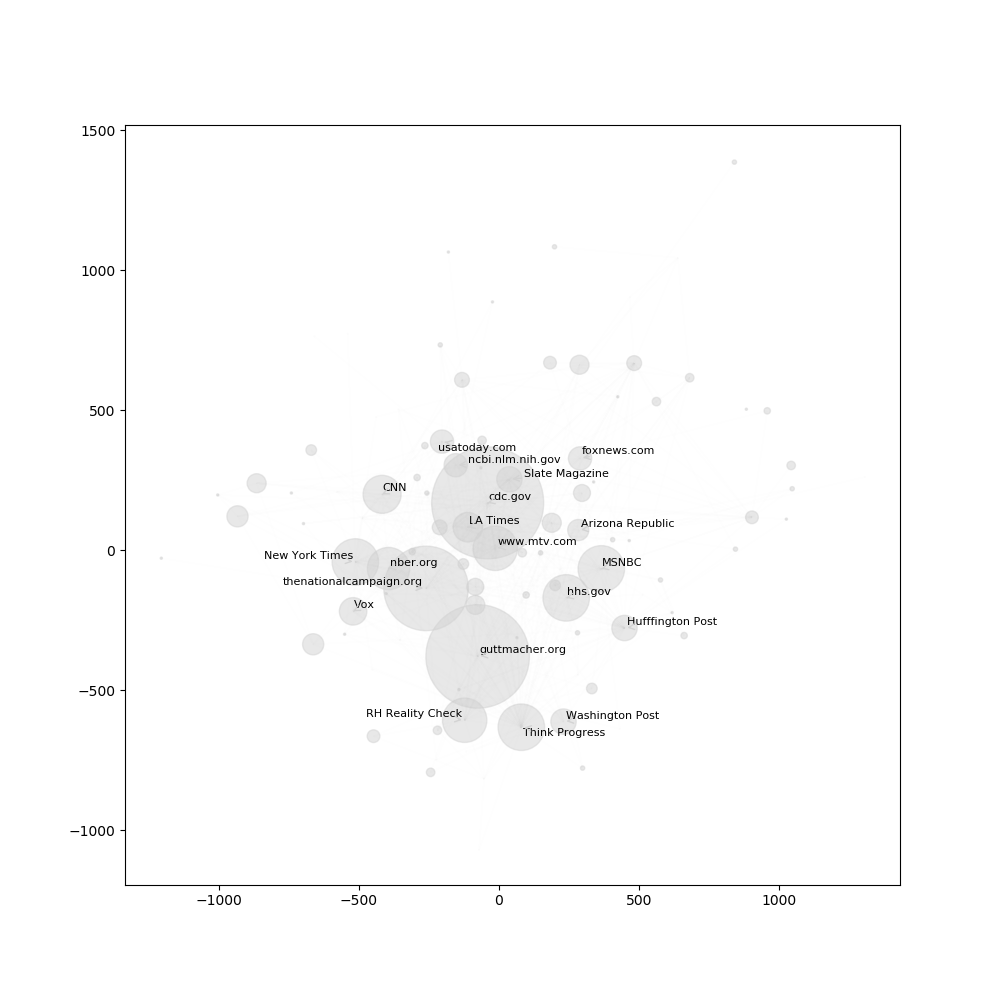 1500
1000
500
0
−500
−1000
usatoday.com
foxnews.com
ncbi.nlm.nih.gov
Slate Magazine
CNN
cdc.gov
LA Times
Arizona Republic
www.mtv.com
New York Times
nber.org
MSNBC
thenationalcampaign.org
hhs.gov
Vox
Hufffington Post
guttmacher.org
RH Reality Check
Washington Post
Think Progress
−1000
−500
0
500
1000